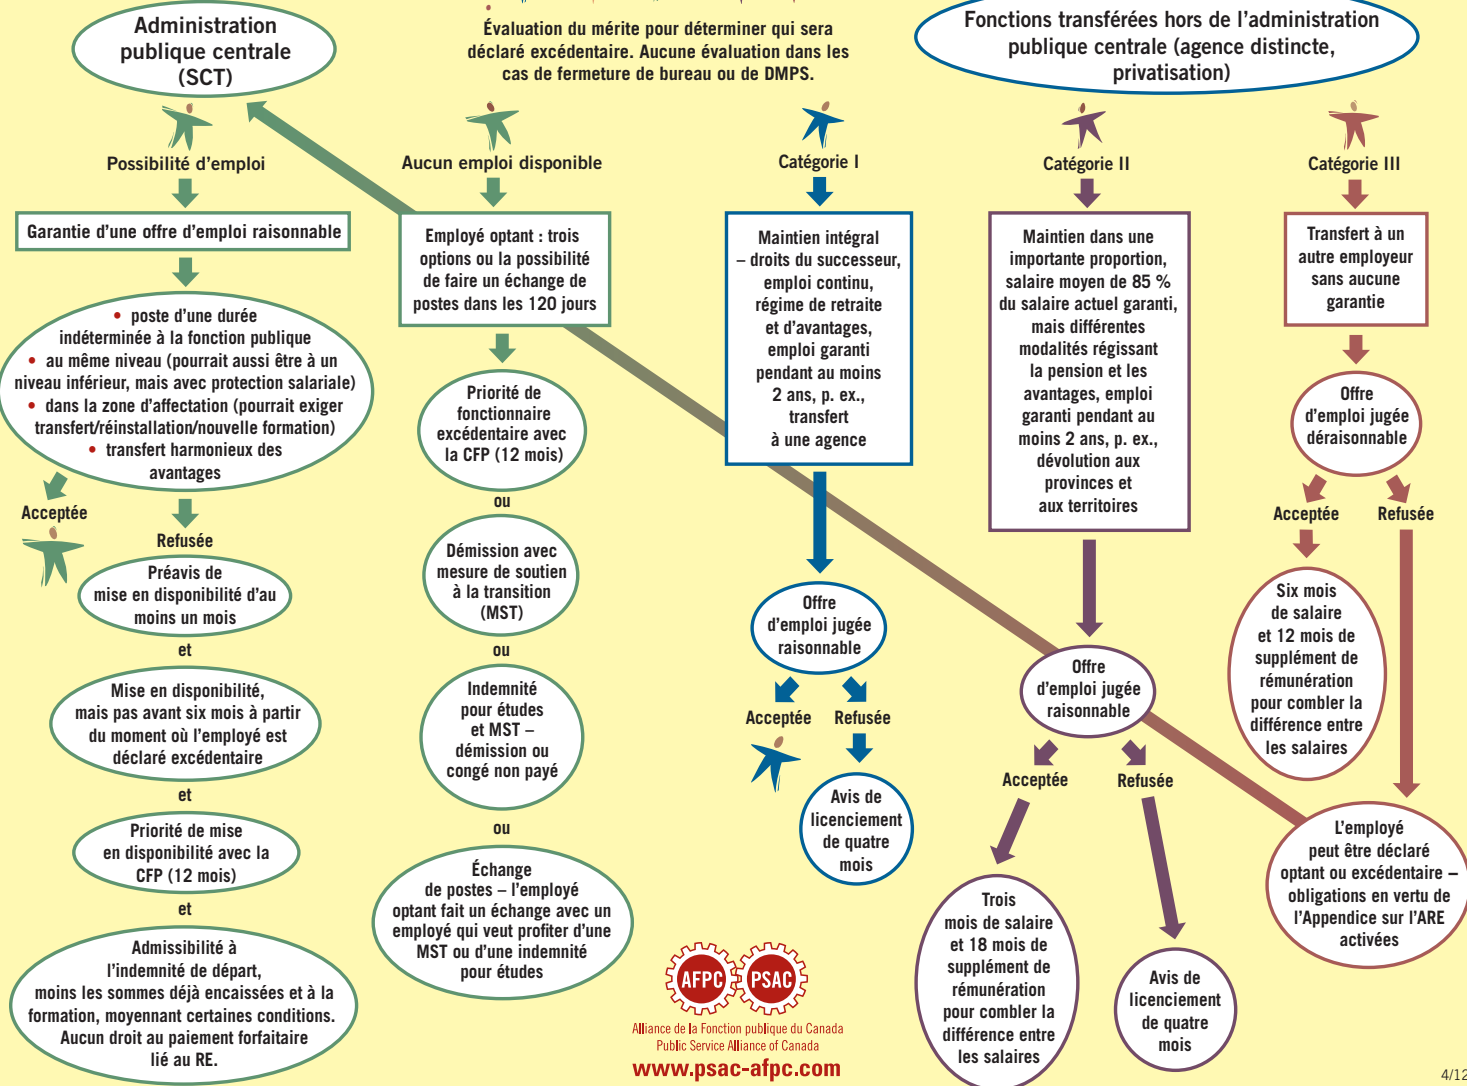 Administration
publique centrale
(SCT)
Évaluation du mérite pour déterminer qui sera
déclaré excédentaire. Aucune évaluation dans les
cas de fermeture de bureau ou de DMPS.
Fonctions transférées hors de l'administration
publique centrale (agence distincte,
privatisation)
Possibilité d'emploi
Garantie d'une offre d'emploi raisonnable
• poste d'une durée
indéterminée à la fonction publique
• au même niveau (pourrait aussi être à un
niveau inférieur, mais avec protection salariale)
• dans la zone d'affectation (pourrait exiger
transfert/réinstallation/nouvelle formation)
• transfert harmonieux des
avantages
Acceptée
Refusée
Préavis de
mise en disponibilité d'au
moins un mois
et
Mise en disponibilité,
mais pas avant six mois à partir
du moment où l'employé est
déclaré excédentaire
et
Priorité de mise
en disponibilité avec la
CFP (12 mois)
et
Admissibilité à
l'indemnité de départ,
moins les sommes déjà encaissées et à la
formation, moyennant certaines conditions.
Aucun droit au paiement forfaitaire
lié au RE.
Aucun emploi disponible
Employé optant : trois
options ou la possibilité
de faire un échange de
postes dans les 120 jours
Priorité de
fonctionnaire
excédentaire avec
la CFP (12 mois)
ou
Démission avec
mesure de soutien
à la transition
(MST)
ou
Indemnité
pour études
et MST –
démission ou
congé non payé
ou
Échange
de postes – l'employé
optant fait un échange avec un
employé qui veut profiter d'une
MST ou d'une indemnité
pour études
Catégorie I
Maintien intégral
– droits du successeur,
emploi continu,
régime de retraite
et d'avantages,
emploi garanti
pendant au moins
2 ans, p. ex.,
transfert
à une agence
Offre
d'emploi jugée
raisonnable
Acceptée
Refusée
Avis de
licenciement
de quatre
mois
Catégorie II
Maintien dans une
importante proportion,
salaire moyen de 85 %
du salaire actuel garanti,
mais différentes
modalités régissant
la pension et les
avantages, emploi
garanti pendant au
moins 2 ans, p. ex.,
dévolution aux
provinces et
aux territoires
Offre
d'emploi jugée
raisonnable
Acceptée
Refusée
Trois
mois de salaire
et 18 mois de
supplément de
rémunération
pour combler la
différence entre
les salaires
Avis de
licenciement
de quatre
mois
Catégorie III
Transfert à un
autre employeur
sans aucune
garantie
Offre
d'emploi jugée
déraisonnable
Acceptée
Refusée
Six mois
de salaire
et 12 mois de
supplément de
rémunération
pour combler la
différence entre
les salaires
L'employé
peut être déclaré
optant ou excédentaire –
obligations en vertu de
l'Appendice sur l'ARE
activées
AFPC PSAC
Alliance de la Fonction publique du Canada
Public Service Alliance of Canada
www.psac-afpc.com
4/12